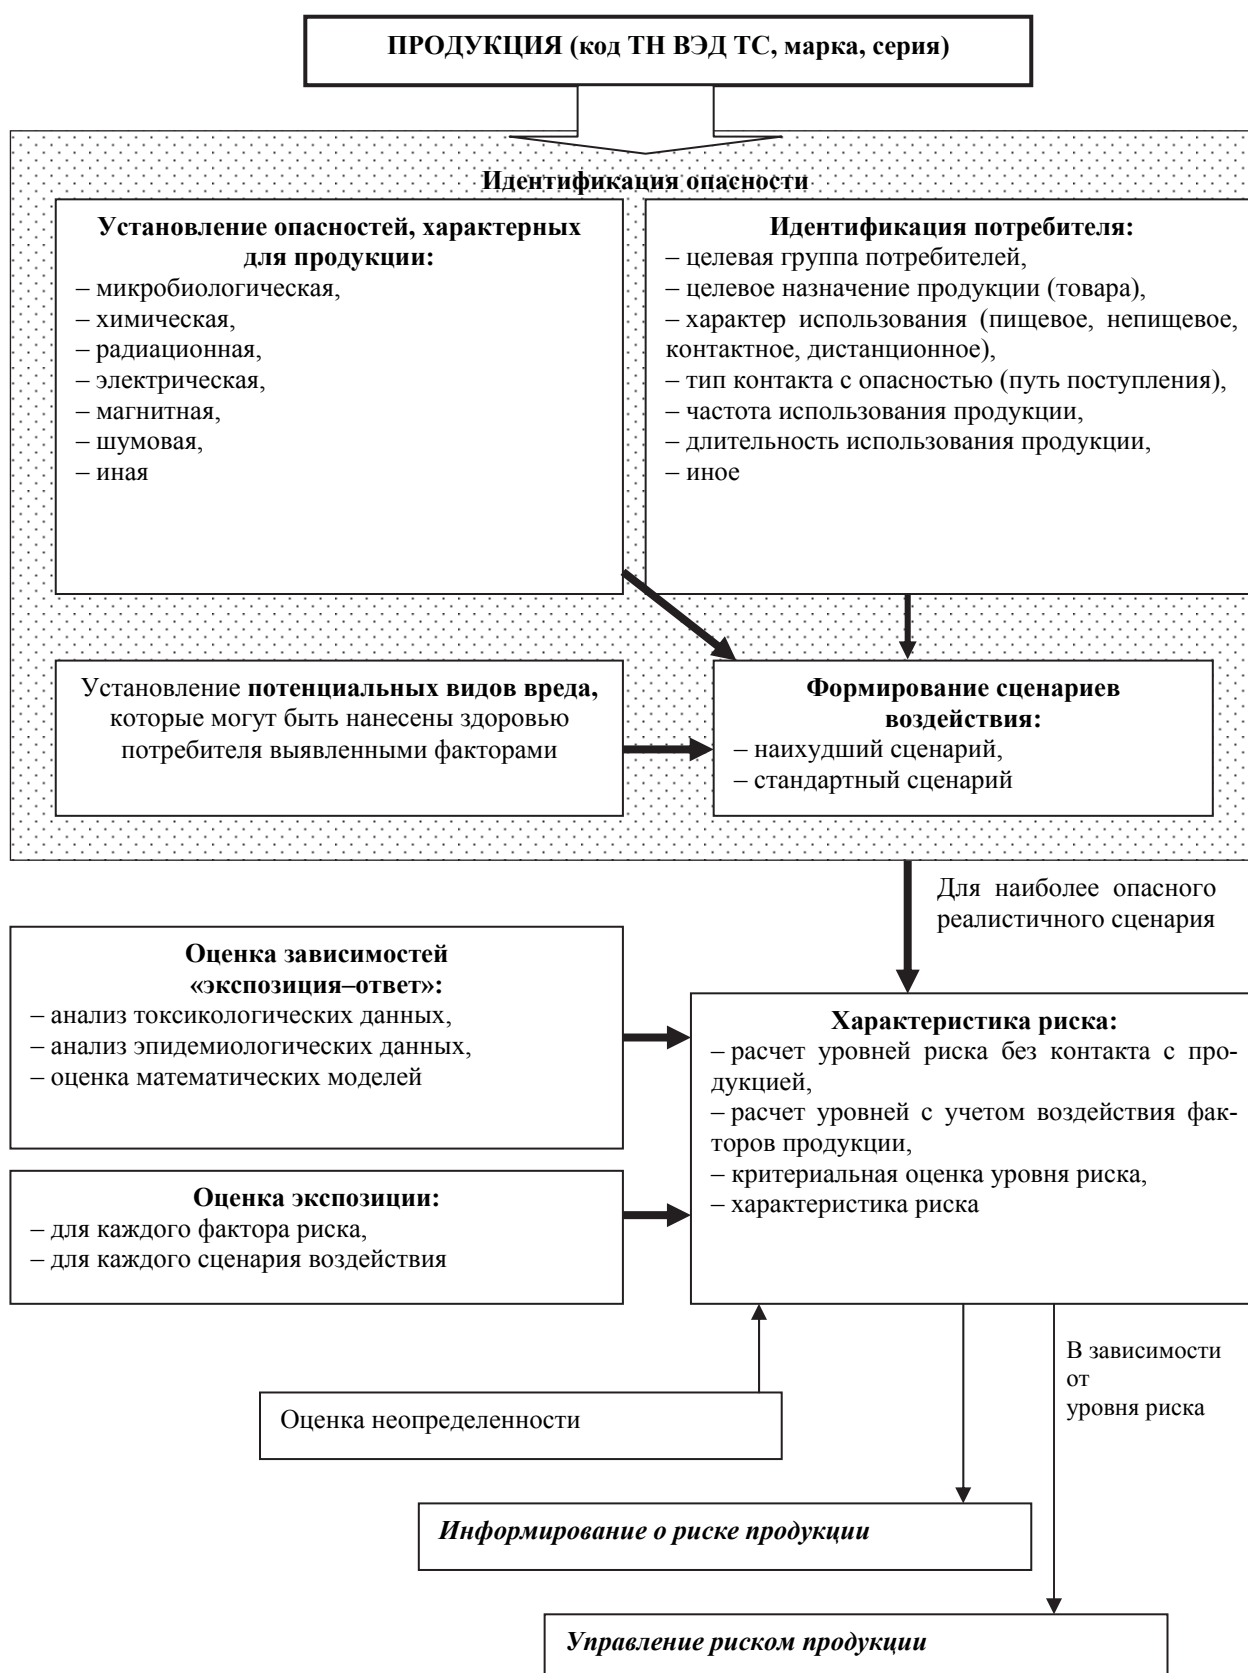 ПРОДУКЦИЯ (код ТН ВЭД ТС, марка, серия)
Идентификация опасности
Установление опасностей, характерных
для продукции:
– микробиологическая,
– химическая,
– радиационная,
– электрическая,
– магнитная,
– шумовая,
– иная
Идентификация потребителя:
– целевая группа потребителей,
– целевое назначение продукции (товара),
– характер использования (пищевое, непищевое,
контактное, дистанционное),
– тип контакта с опасностью (путь поступления),
– частота использования продукции,
– длительность использования продукции,
– иное
Установление потенциальных видов вреда,
которые могут быть нанесены здоровью
потребителя выявленными факторами
Формирование сценариев
воздействия:
– наихудший сценарий,
– стандартный сценарий
Для наиболее опасного
реалистичного сценария
Оценка зависимостей
«экспозиция–ответ»:
– анализ токсикологических данных,
– анализ эпидемиологических данных,
– оценка математических моделей
Оценка экспозиции:
– для каждого фактора риска,
– для каждого сценария воздействия
Характеристика риска:
– расчет уровней риска без контакта с про-
дукцией,
– расчет уровней с учетом воздействия фак-
торов продукции,
– критериальная оценка уровня риска,
– характеристика риска
В зависимости
от
уровня риска
Оценка неопределенности
Информирование о риске продукции
Управление риском продукции